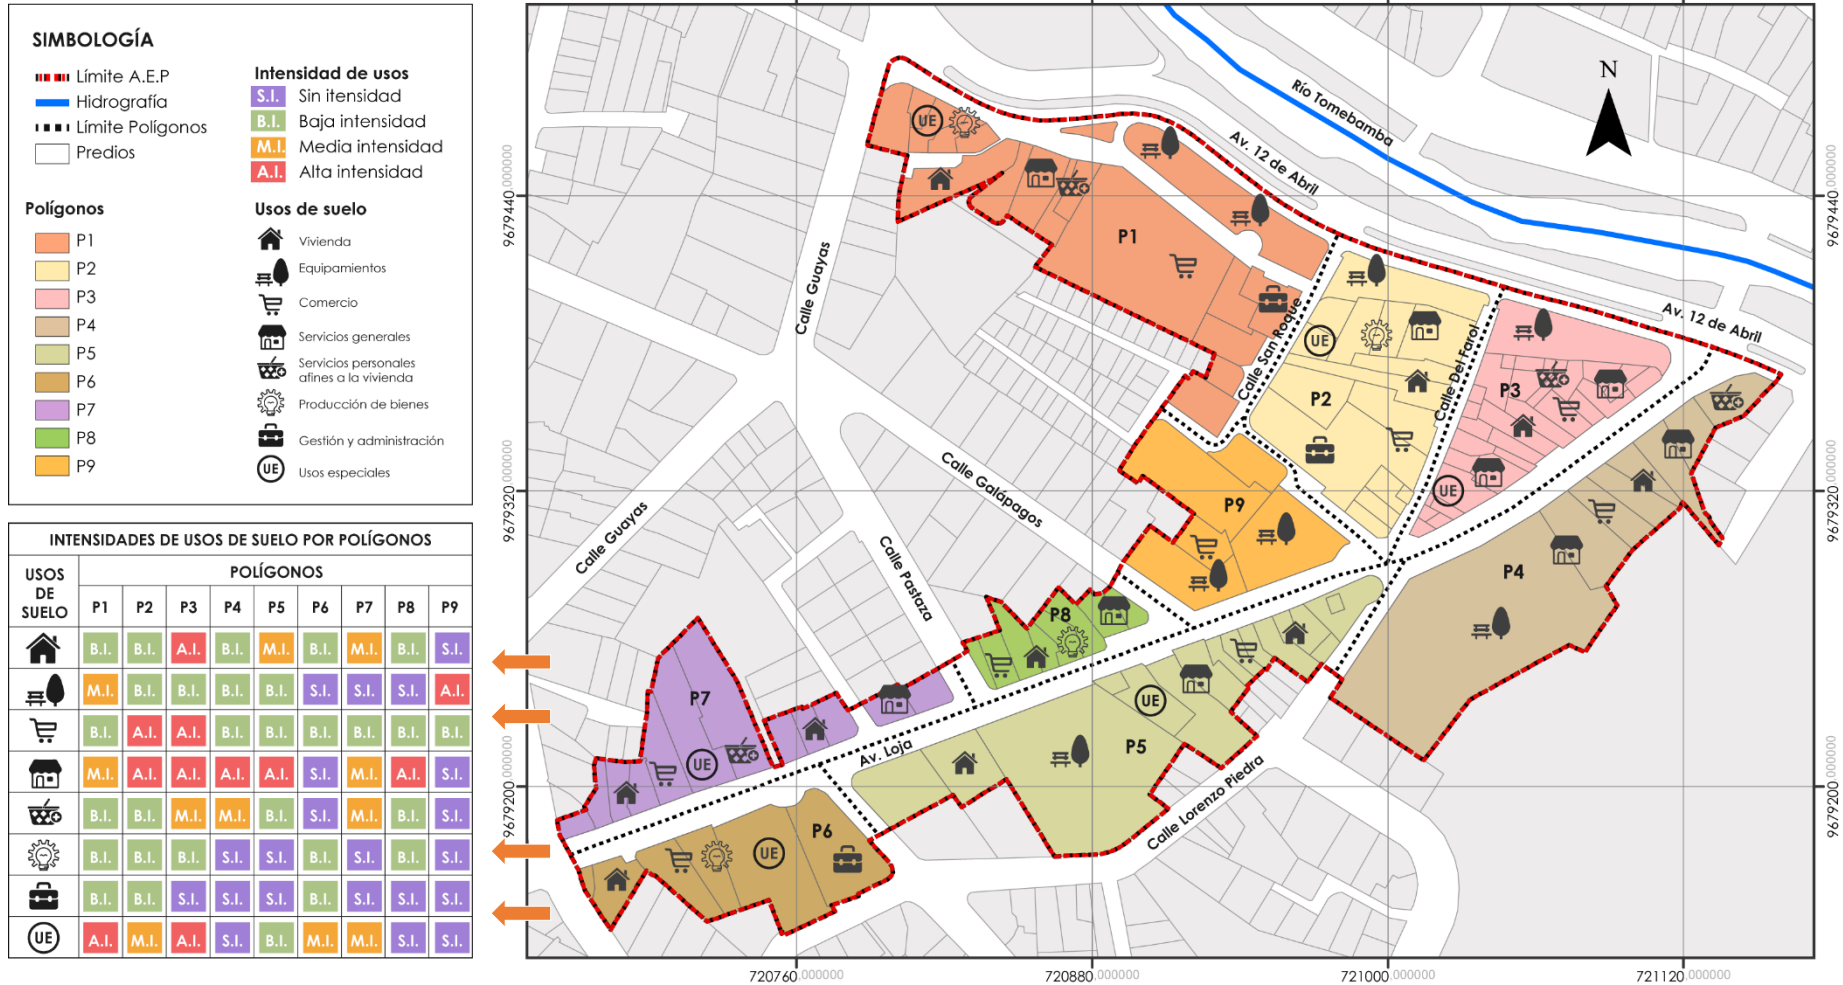 SIMBOLOGÍA
Límite A.E.P
Hidrografía
Límite Polígonos
Predios
Intensidad de usos
S.I. Sin itensidad
B.I. Baja intensidad
M.I. Media intensidad
A.I. Alta intensidad
Polígonos
P1
P2
P3
P4
P5
P6
P7
P8
P9
Usos de suelo
Vivienda
Equipamientos
Comercio
Servicios generales
Servicios personales
afines a la vivienda
Producción de bienes
Gestión y administración
UE Usos especiales
INTENSIDADES DE USOS DE SUELO POR POLÍGONOS
USOS DE SUELO
POLÍGONOS
P1 P2 P3 P4 P5 P6 P7 P8 P9
B.I. B.I. A.I. B.I. M.I. B.I. M.I. B.I. S.I.
M.I. B.I. B.I. B.I. B.I. S.I. S.I. S.I. A.I.
B.I. A.I. A.I. B.I. B.I. B.I. B.I. B.I. B.I.
M.I. A.I. A.I. A.I. A.I. S.I. M.I. A.I. S.I.
B.I. B.I. M.I. M.I. B.I. S.I. M.I. B.I. S.I.
B.I. B.I. B.I. S.I. S.I. B.I. S.I. B.I. S.I.
B.I. B.I. S.I. S.I. S.I. B.I. S.I. S.I. S.I.
UE A.I. M.I. A.I. S.I. B.I. M.I. M.I. S.I. S.I.
N
Río Tomebamba
Av. 12 de Abril
Av. 12 de Abril
Calle Guayas
Calle Guayas
Calle San Roque
Calle Del Farol
Calle Galápagos
Calle Pastaza
Av. Loja
Calle Lorenzo Piedra
UE
P1
UE
P2
P3
UE
P9
P4
P8
P7
UE
UE
P5
P6
UE
9679440.000000
9679320.000000
9679200.000000
9679440.000000
9679320.000000
9679200.000000
720760.000000
720880.000000
721000.000000
721120.000000